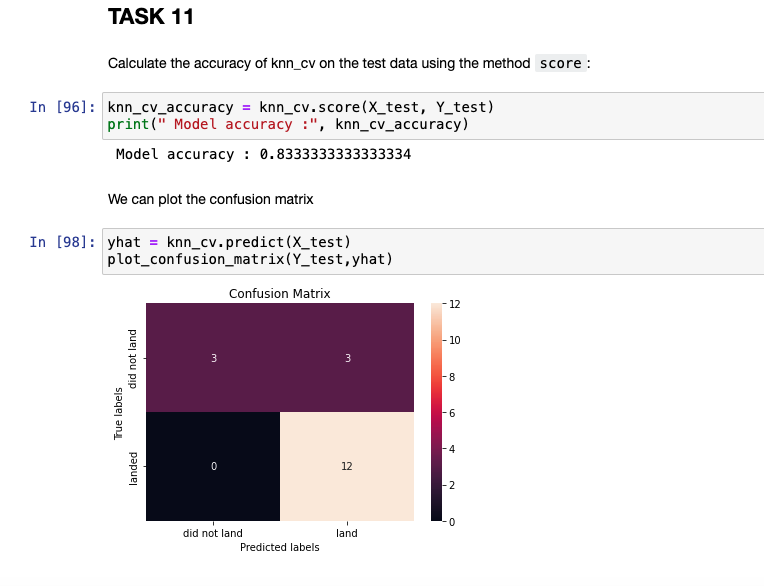 TASK 11
Calculate the accuracy of knn_cv on the test data using the method score :
In [96]: knn_cv_accuracy = knn_cv.score(X_test, Y_test)
print(" Model accuracy :", knn_cv_accuracy)
Model accuracy : 0.8333333333333334
We can plot the confusion matrix
In [98]: yhat = knn_cv.predict(X_test)
plot_confusion_matrix(Y_test,yhat)
Confusion Matrix
True labels
did not land
landed
3 3
0 12
did not land land
Predicted labels
12
10
8
6
4
2
0